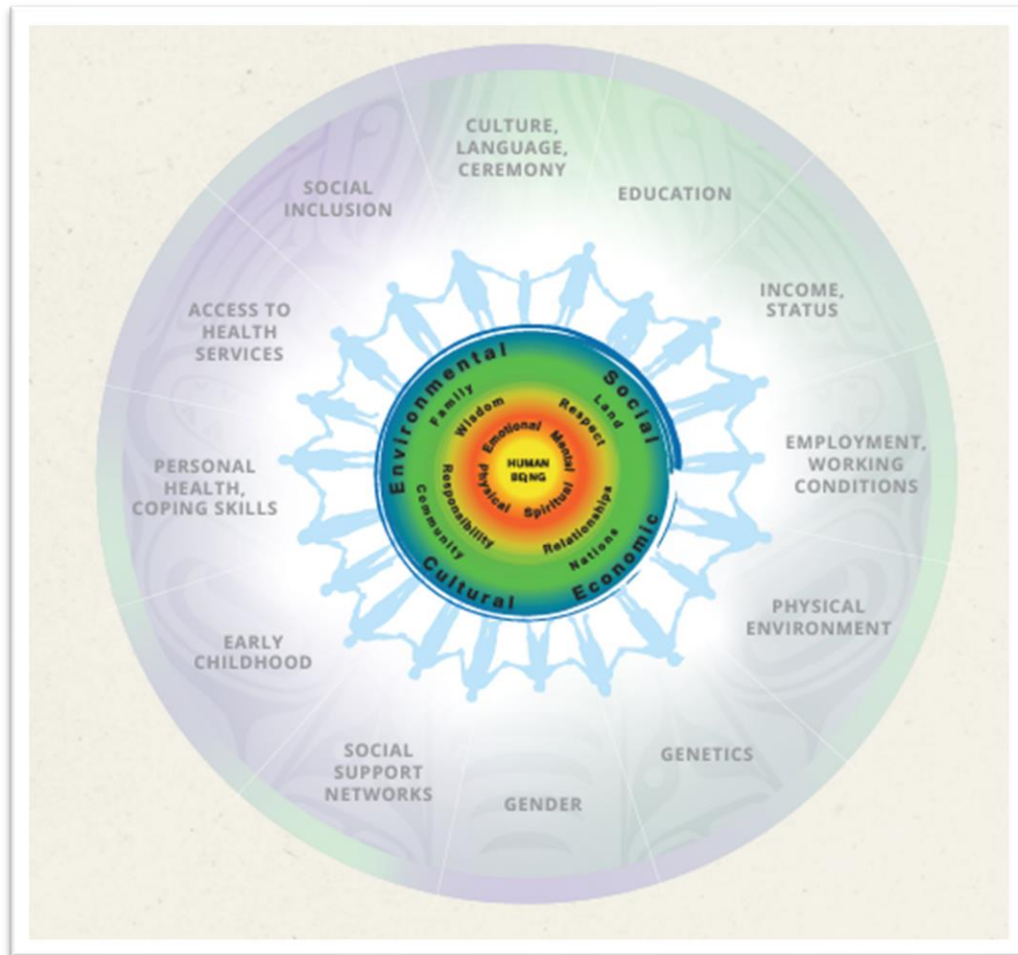 CULTURE,
LANGUAGE,
CEREMONY
EDUCATION
INCOME,
STATUS
EMPLOYMENT,
WORKING
CONDITIONS
PHYSICAL
ENVIRONMENT
GENETICS
GENDER
SOCIAL
SUPPORT
NETWORKS
EARLY
CHILDHOOD
PERSONAL
HEALTH,
COPING SKILLS
ACCESS TO
HEALTH
SERVICES
SOCIAL
INCLUSION
Environmental
Social
Economic
Cultural
Family
Land
Nations
Community
Wisdom
Respect
Relationships
Responsibility
Emotional
Mental
Spiritual
Physical
HUMAN
BEING